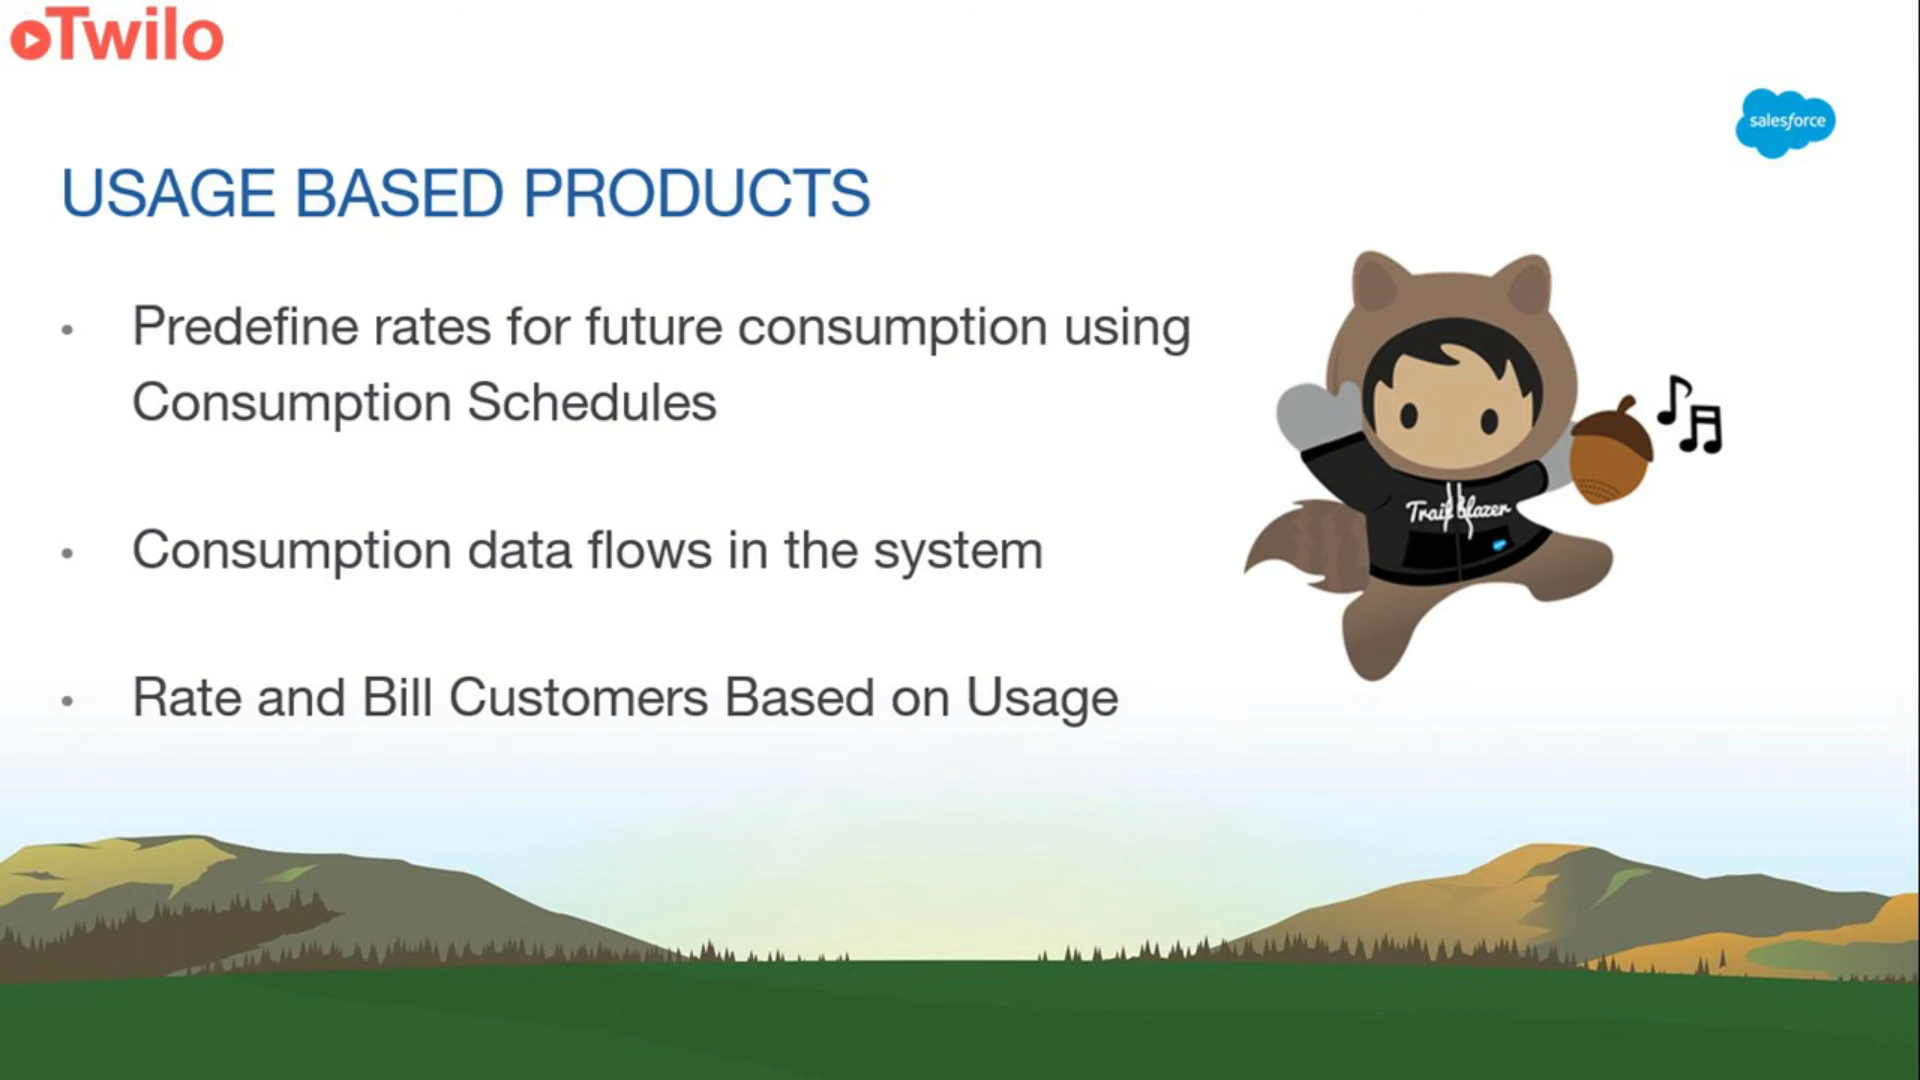 Twilo
salesforce
USAGE BASED PRODUCTS
• Predefine rates for future consumption using
Consumption Schedules
Trailblazer
• Consumption data flows in the system
• Rate and Bill Customers Based on Usage